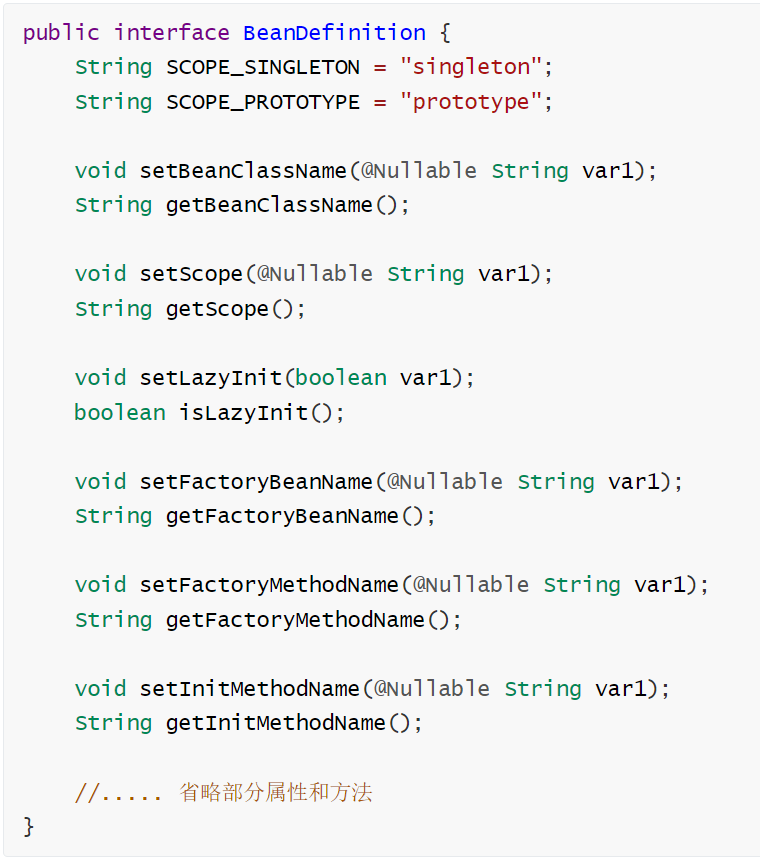 public interface BeanDefinition {
    String SCOPE_SINGLETON = "singleton";
    String SCOPE_PROTOTYPE = "prototype";

    void setBeanClassName(@Nullable String var1);
    String getBeanClassName();

    void setScope(@Nullable String var1);
    String getScope();

    void setLazyInit(boolean var1);
    boolean isLazyInit();

    void setFactoryBeanName(@Nullable String var1);
    String getFactoryBeanName();

    void setFactoryMethodName(@Nullable String var1);
    String getFactoryMethodName();

    void setInitMethodName(@Nullable String var1);
    String getInitMethodName();

    //..... 省略部分属性和方法
}